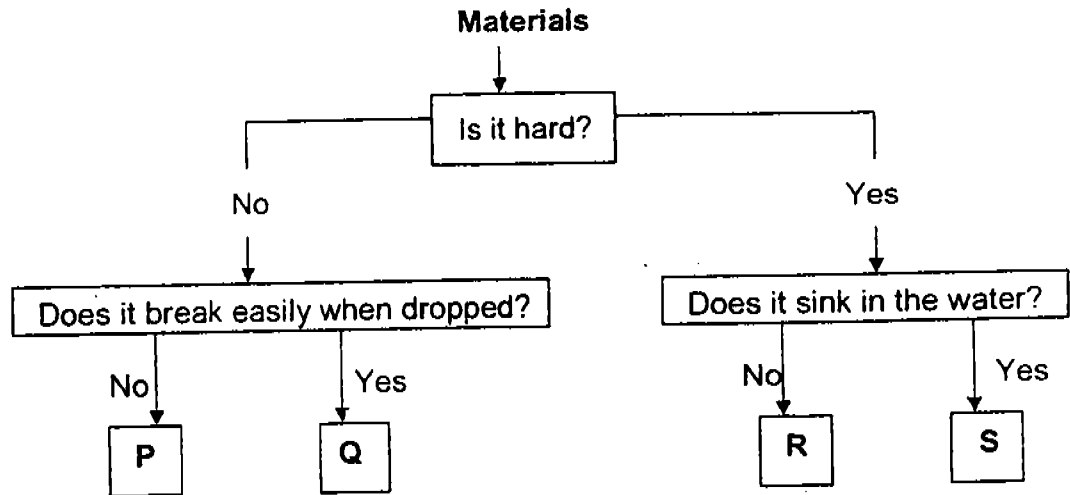 Materials
Is it hard?
No
Yes
Does it break easily when dropped?
Does it sink in the water?
No
Yes
No
Yes
P
Q
R
S